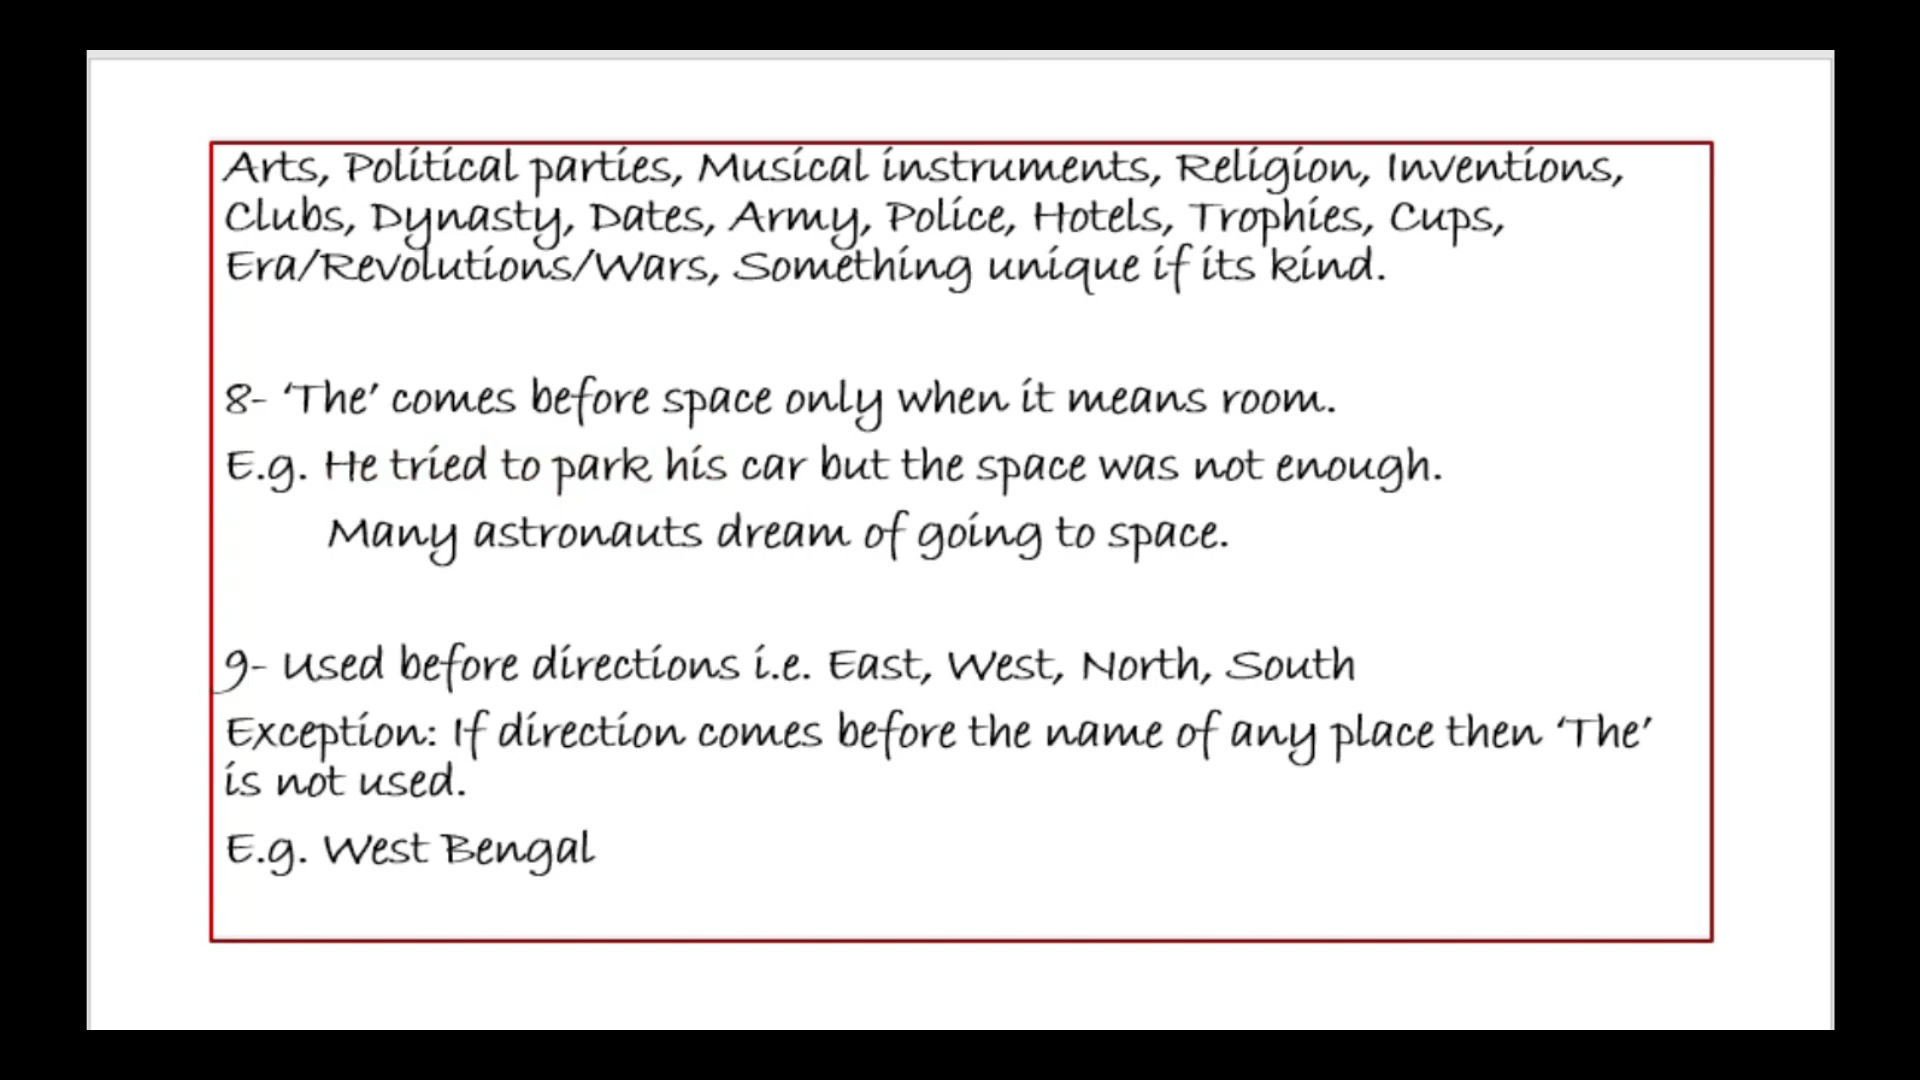 Arts, Political parties, Musical instruments, Religion, Inventions,
Clubs, Dynasty, Dates, Army, Police, Hotels, Trophies, Cups,
Era/Revolutions/Wars, Something unique if its kind.
8- ‘The’ comes before space only when it means room.
E.g. He tried to park his car but the space was not enough.
Many astronauts dream of going to space.
9- Used before directions i.e. East, West, North, South
Exception: If direction comes before the name of any place then ‘The’
is not used.
E.g. West Bengal